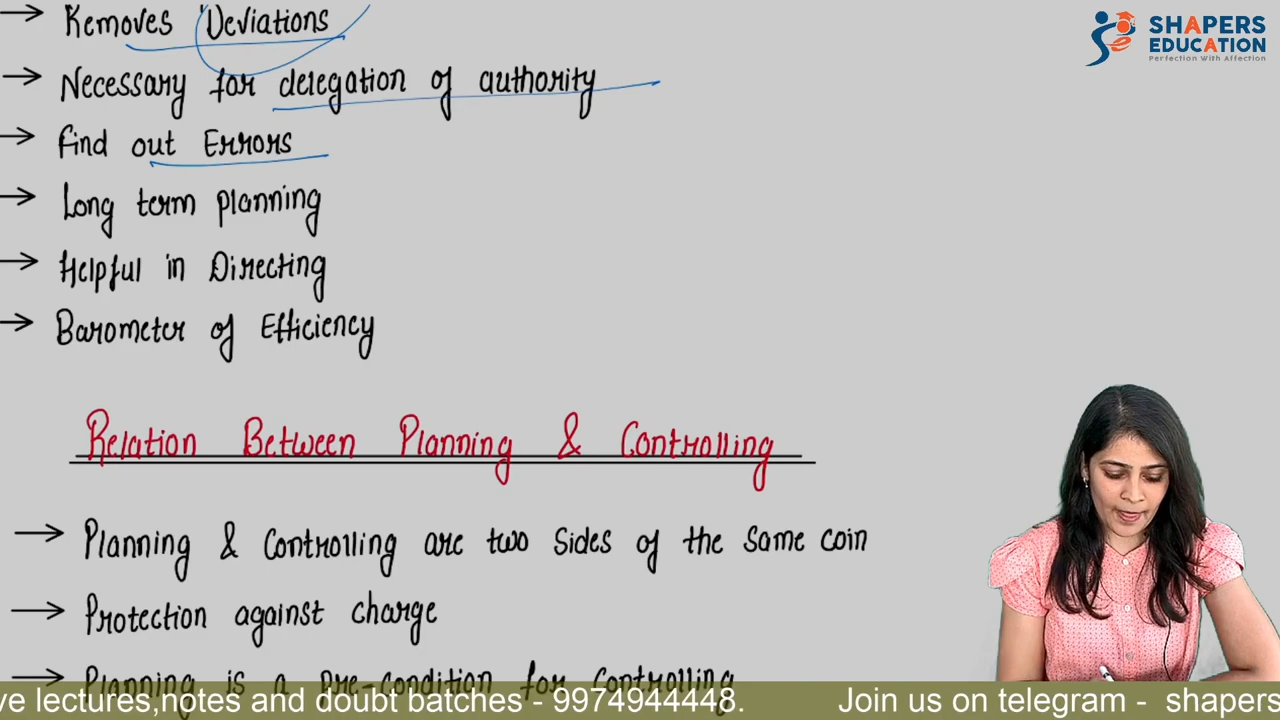 → Removes Deviations
→ Necessary for delegation of authority
→ Find out Errors
→ Long term planning
→ Helpful in Directing
→ Barometer of Efficiency
Relation Between Planning & Controlling
→ Planning & Controlling are two sides of the same coin
→ Protection against charge
→ Planning is a pre-condition for controlling
SHAPERS
EDUCATION
Perfection With Affection
ve lectures,notes and doubt batches - 9974944448. Join us on telegram - shapers